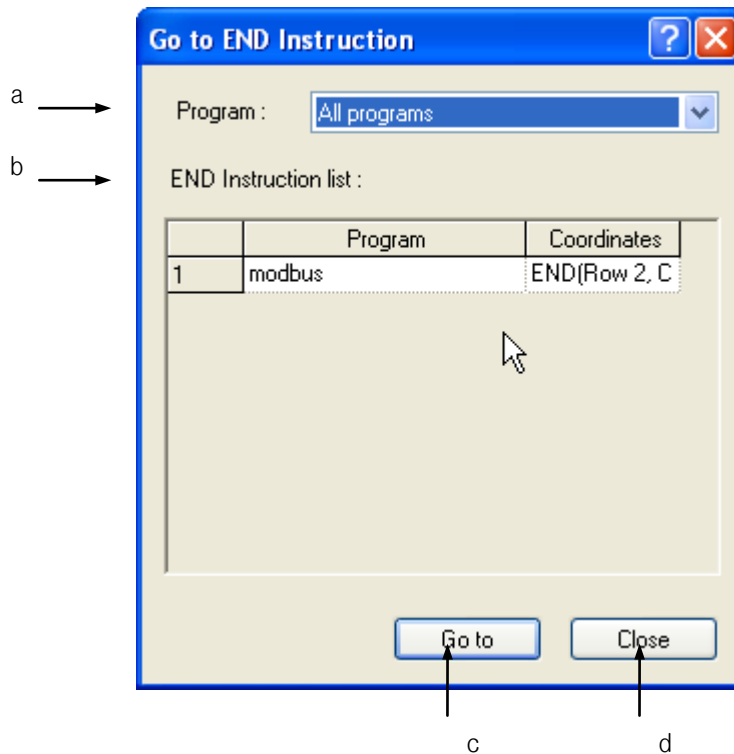 Go to END Instruction
a
Program : All programs
b
END Instruction list :
Program Coordinates
1 modbus END(Row 2, C
Go to Close
c d